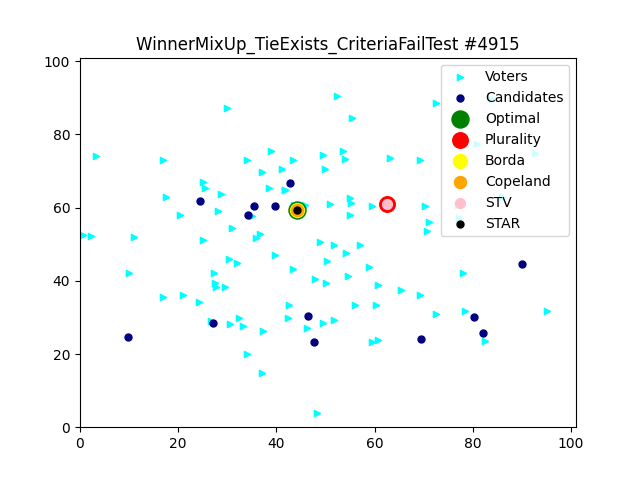 WinnerMixUp_TieExists_CriteriaFailTest #4915
100
80
60
40
20
0
0 20 40 60 80 100
Voters
Candidates
Optimal
Plurality
Borda
Copeland
STV
STAR